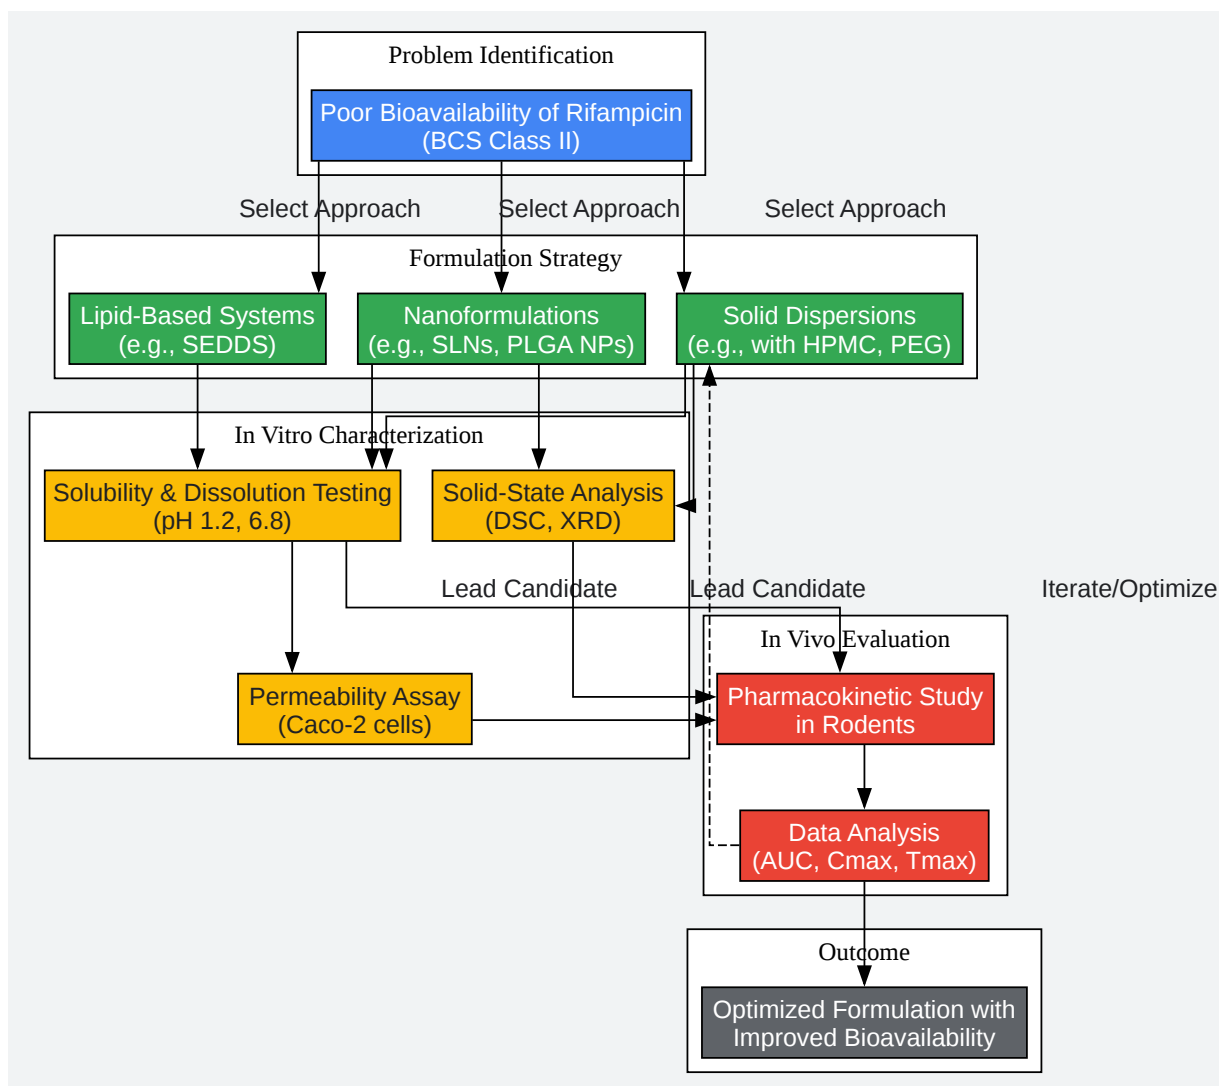 Problem Identification
Poor Bioavailability of Rifampicin
(BCS Class II)
Select Approach
Select Approach
Select Approach
Formulation Strategy
Lipid-Based Systems
(e.g., SEDDS)
Nanoformulations
(e.g., SLNs, PLGA NPs)
Solid Dispersions
(e.g., with HPMC, PEG)
In Vitro Characterization
Solubility & Dissolution Testing
(pH 1.2, 6.8)
Solid-State Analysis
(DSC, XRD)
Lead Candidate
Lead Candidate
Iterate/Optimize
In Vivo Evaluation
Permeability Assay
(Caco-2 cells)
Pharmacokinetic Study
in Rodents
Data Analysis
(AUC, Cmax, Tmax)
Outcome
Optimized Formulation with
Improved Bioavailability